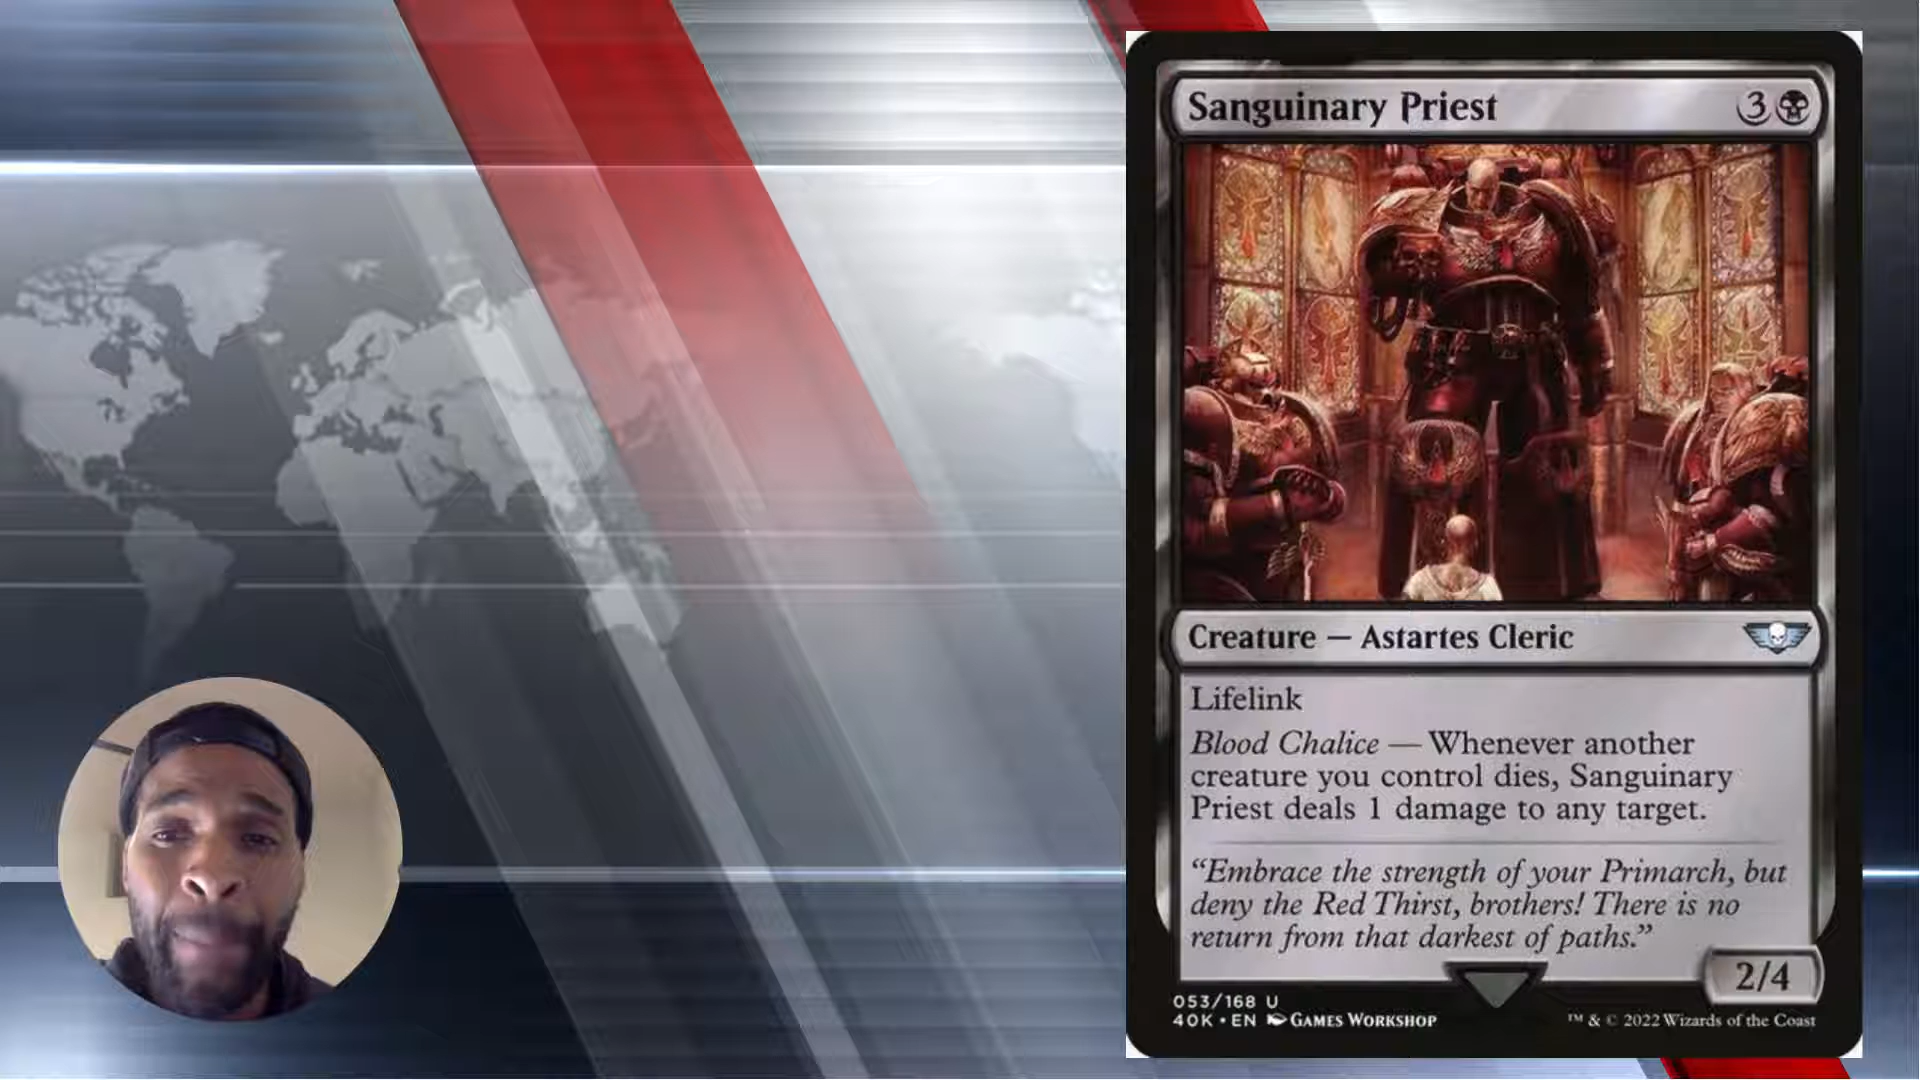 Sanguinary Priest 3
Creature — Astartes Cleric
Lifelink
Blood Chalice — Whenever another
creature you control dies, Sanguinary
Priest deals 1 damage to any target.
“Embrace the strength of your Primarch, but
deny the Red Thirst, brothers! There is no
return from that darkest of paths.”
2/4
053/168 U
40K • EN GAMES WORKSHOP
™ & © 2022 Wizards of the Coast